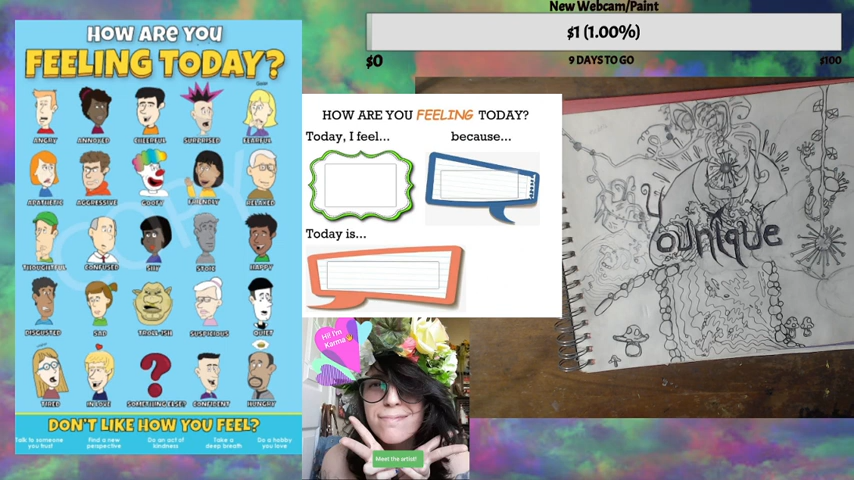 New Webcam/Paint
$1 (1.00%)
$0
9 DAYS TO GO
$100
HOW ARE YOU
FEELING TODAY?
ANGRY
ANNOYED
CHEERFUL
SURPRISED
FEARFUL
APATHETIC
AGGRESSIVE
GOOFY
FRIENDLY
RELAXED
THOUGHTFUL
CONFUSED
SHY
STOIC
HAPPY
DISGUSTED
SAD
TROLL-ISH
SUSPICIOUS
QUIET
TIRED
IN LOVE
SOMETHING ELSE?
CONFIDENT
HUNGRY
COPY
DON'T LIKE HOW YOU FEEL?
Talk to someone
you trust
Find a new
perspective
Do an act of
kindness
Take a
deep breath
Do a hobby
you love
HOW ARE YOU FEELING TODAY?
Today, I feel...
because...
Today is...
Hi! I'm
Karma
Meet the artist!
YoUnique